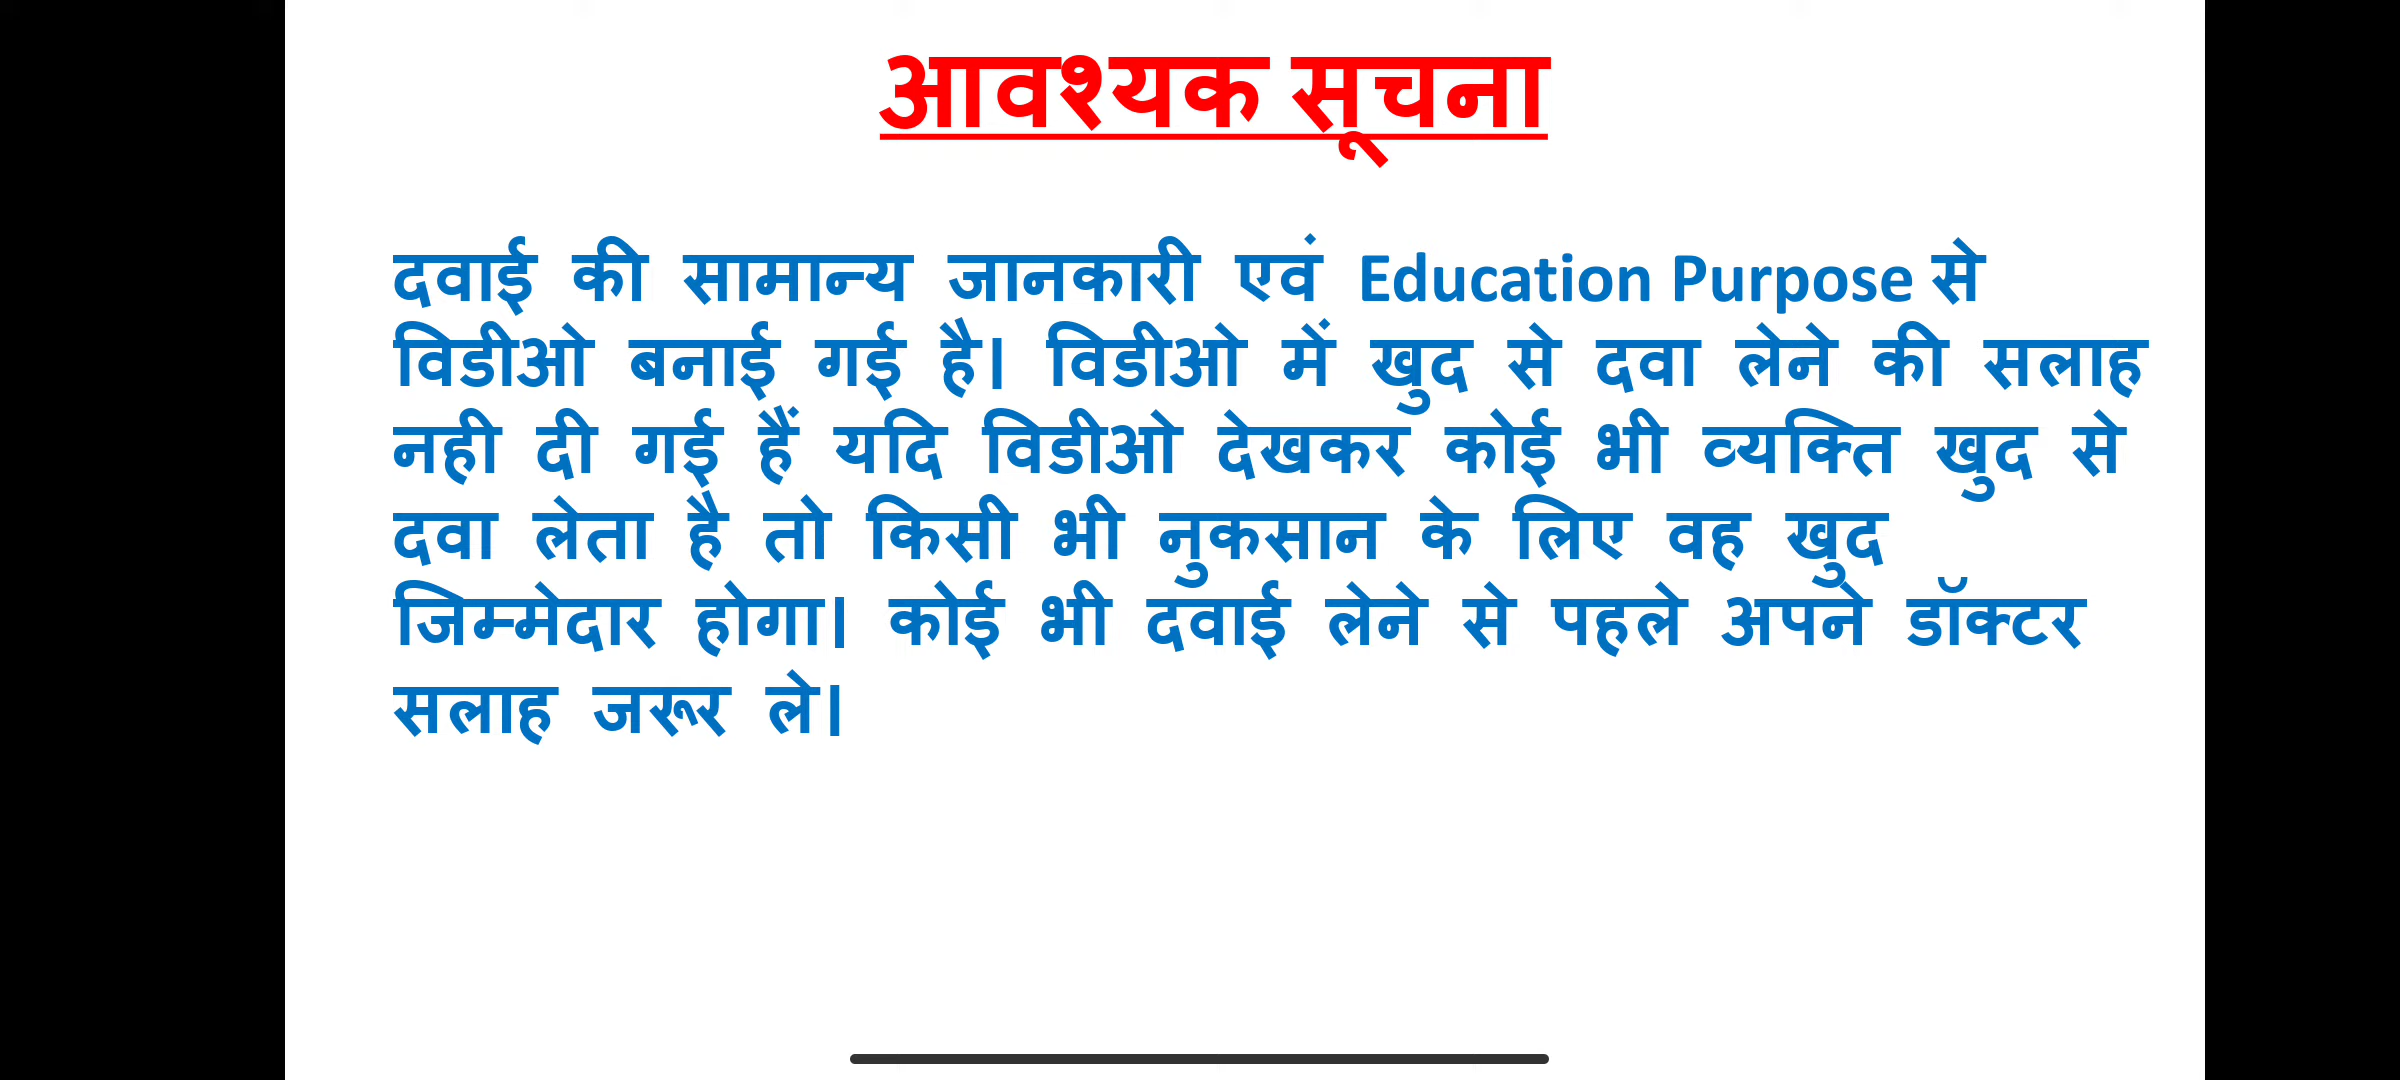 आवश्यक सूचना
दवाई की सामान्य जानकारी एवं Education Purpose से
विडीओ बनाई गई है। विडीओ में खुद से दवा लेने की सलाह
नही दी गई हैं यदि विडीओ देखकर कोई भी व्यक्ति खुद से
दवा लेता है तो किसी भी नुकसान के लिए वह खुद
जिम्मेदार होगा। कोई भी दवाई लेने से पहले अपने डॉक्टर
सलाह जरूर ले।